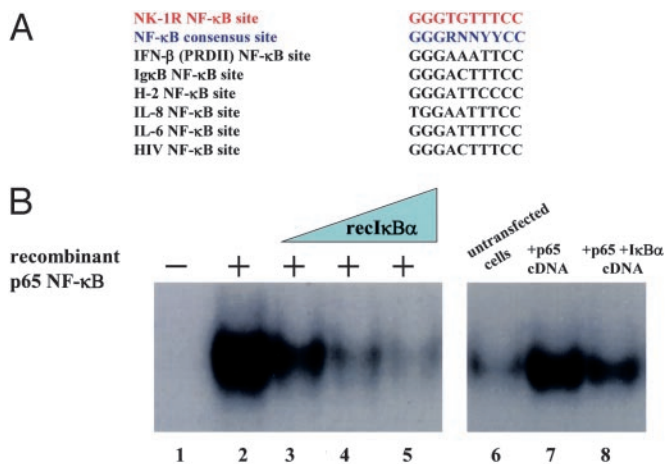 A
NK-1R NF-κB site GGGTGTTTCC
NF-κB consensus site GGGRNNYYCC
IFN-β (PRDII) NF-κB site GGGAAATTCC
IgκB NF-κB site GGGACTTTCC
H-2 NF-κB site GGGATTCCCC
IL-8 NF-κB site TGGAATTTCC
IL-6 NF-κB site GGGATTTTCC
HIV NF-κB site GGGACTTTCC
B
recIκBα
recombinant
p65 NF-κB
− + + + +
untransfected
cells
+p65
cDNA
+p65 +IκBα
cDNA
1 2 3 4 5 6 7 8